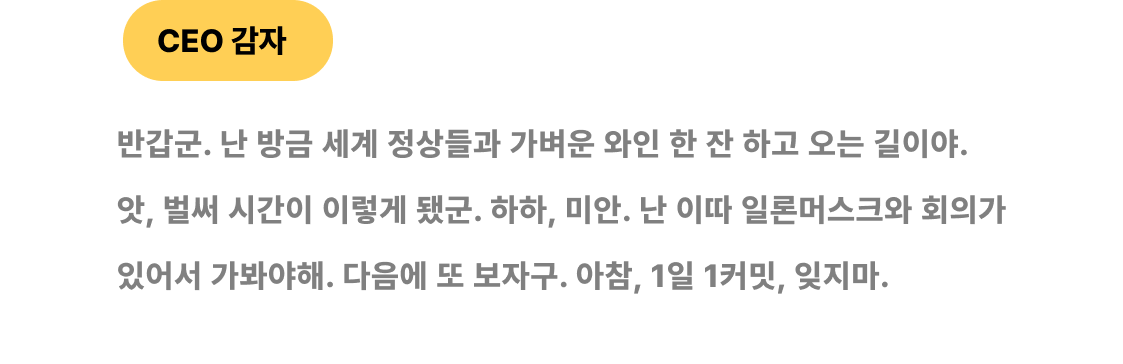 CEO 감자
반갑군. 난 방금 세계 정상들과 가벼운 와인 한 잔 하고 오는 길이야.
앗, 벌써 시간이 이렇게 됐군. 하하, 미안. 난 이따 일론머스크와 회의가
있어서 가봐야해. 다음에 또 보자구. 아참, 1일 1커밋, 잊지마.